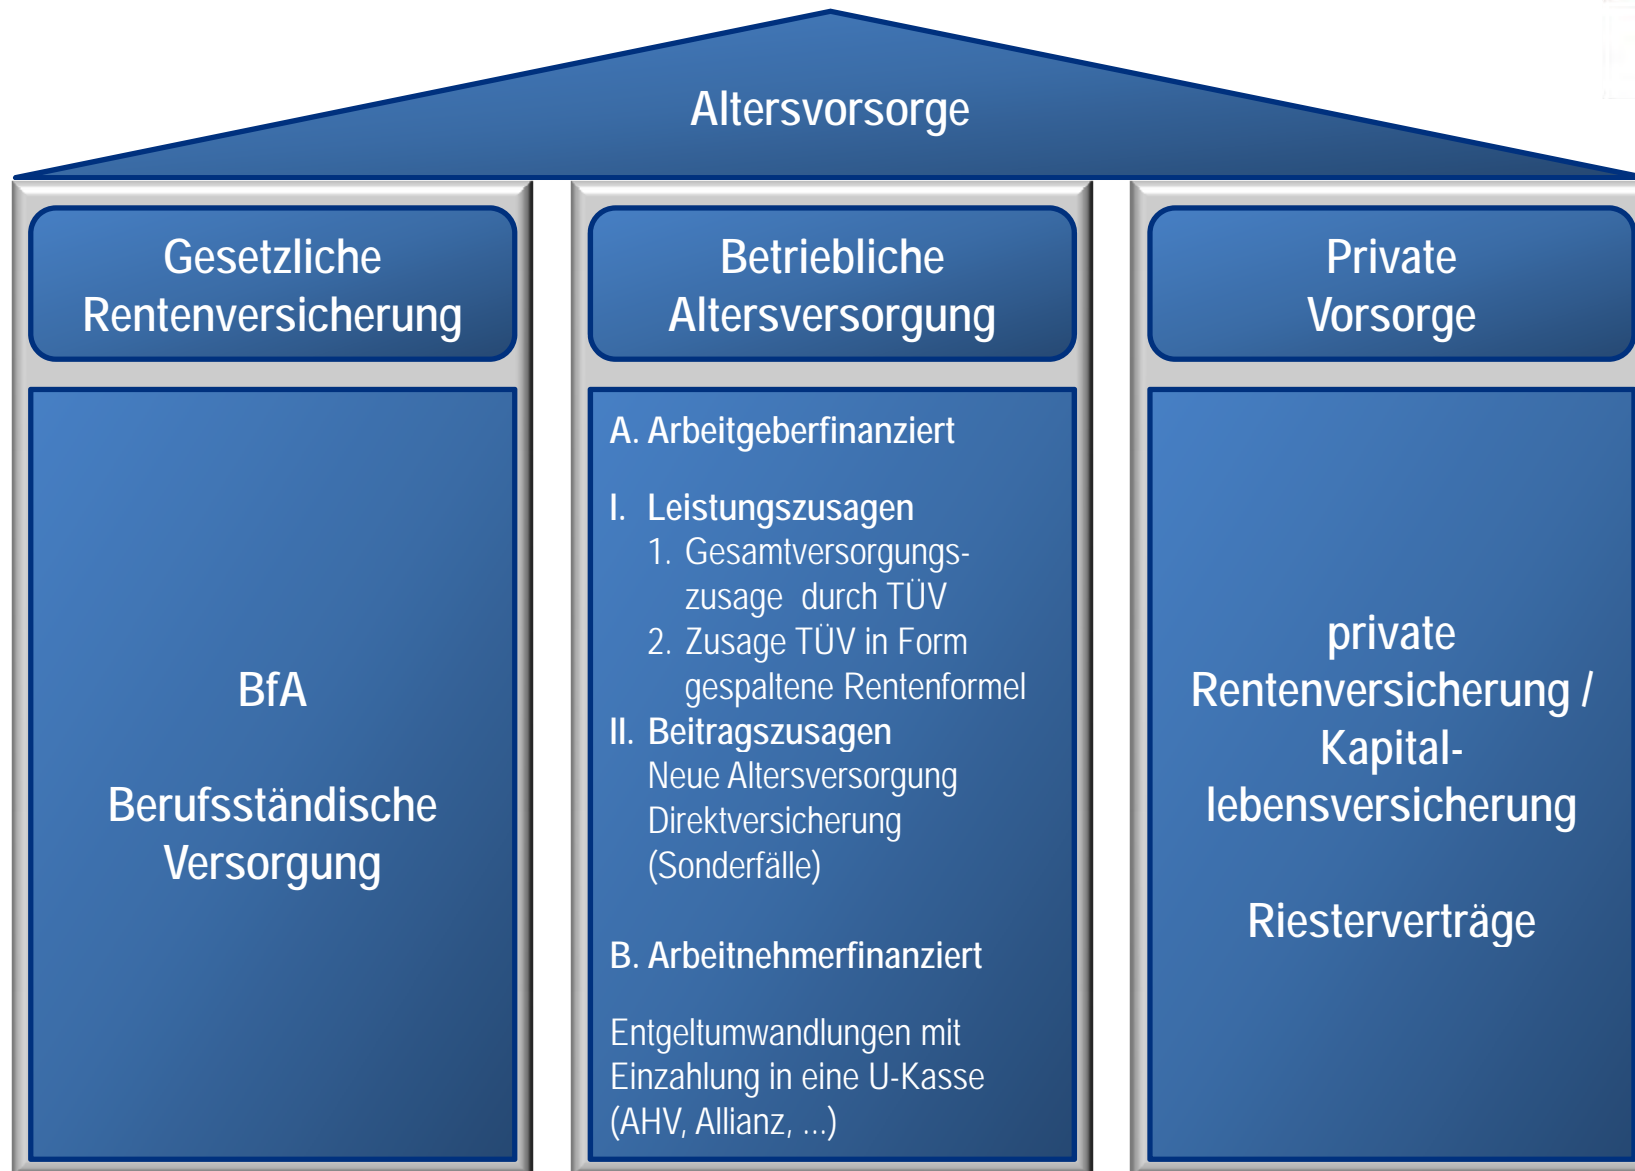 Altersvorsorge
Gesetzliche
Rentenversicherung
BfA
Berufsständische
Versorgung
Betriebliche
Altersversorgung
A. Arbeitgeberfinanziert
I. Leistungszusagen
1. Gesamtversorgungs-
zusage durch TÜV
2. Zusage TÜV in Form
gespaltene Rentenformel
II. Beitragszusagen
Neue Altersversorgung
Direktversicherung
(Sonderfälle)
B. Arbeitnehmerfinanziert
Entgeltumwandlungen mit
Einzahlung in eine U-Kasse
(AHV, Allianz, ...)
Private
Vorsorge
private
Rentenversicherung /
Kapital-
lebensversicherung
Riesterverträge